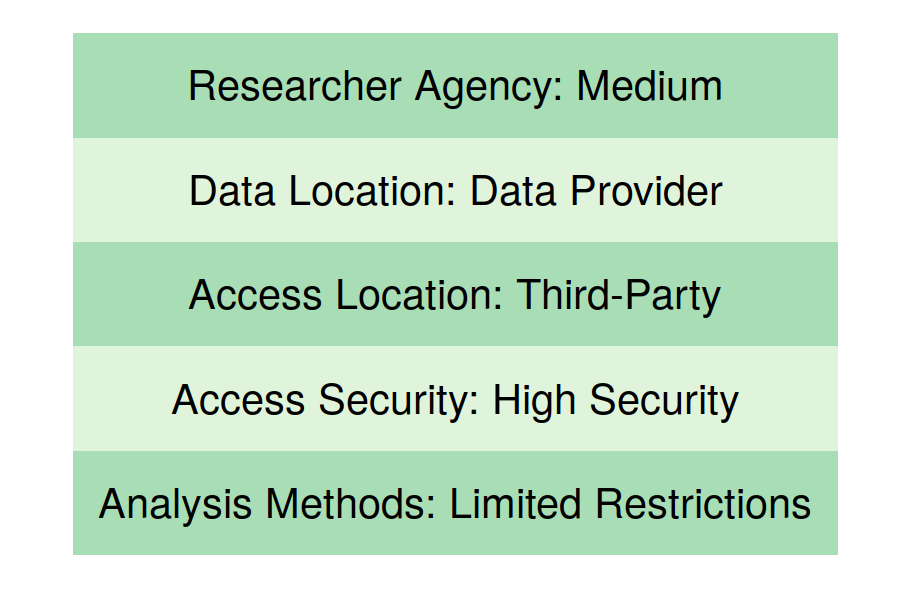 Researcher Agency: Medium
Data Location: Data Provider
Access Location: Third-Party
Access Security: High Security
Analysis Methods: Limited Restrictions